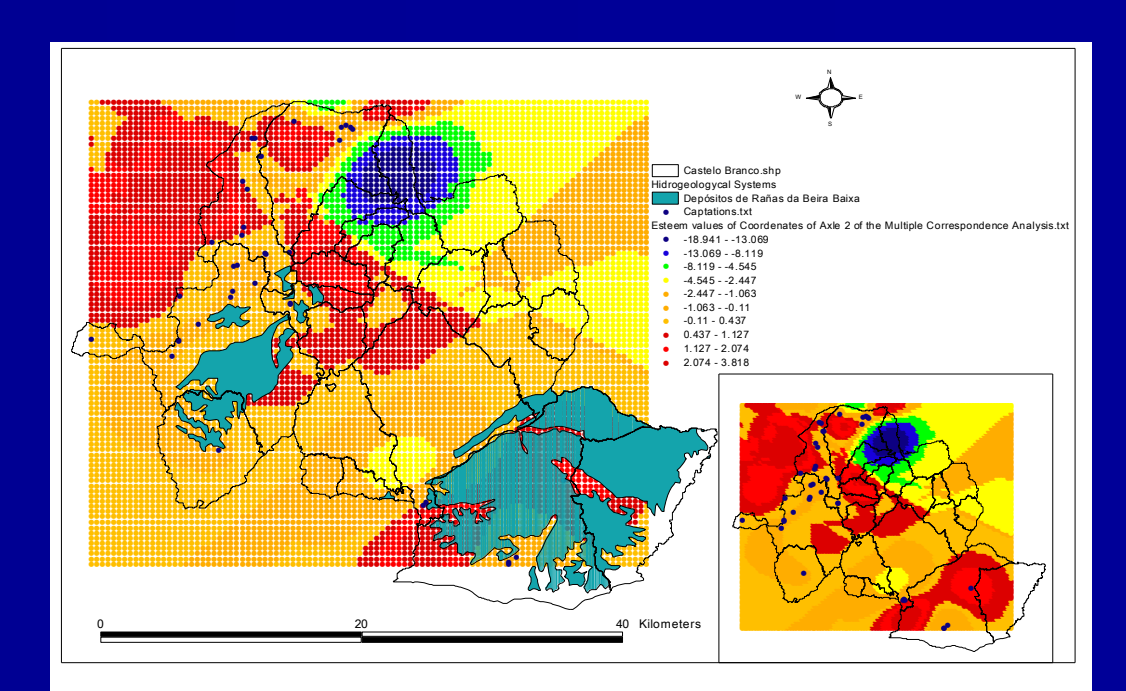 N
W E
S
Castelo Branco.shp
Hidrogeologycal Systems
Depósitos de Rañas da Beira Baixa
Captations.txt
Esteem values of Coordenates of Axle 2 of the Multiple Correspondence Analysis.txt
-18.941 - -13.069
-13.069 - -8.119
-8.119 - -4.545
-4.545 - -2.447
-2.447 - -1.063
-1.063 - -0.11
-0.11 - 0.437
0.437 - 1.127
1.127 - 2.074
2.074 - 3.818
0 20 40 Kilometers